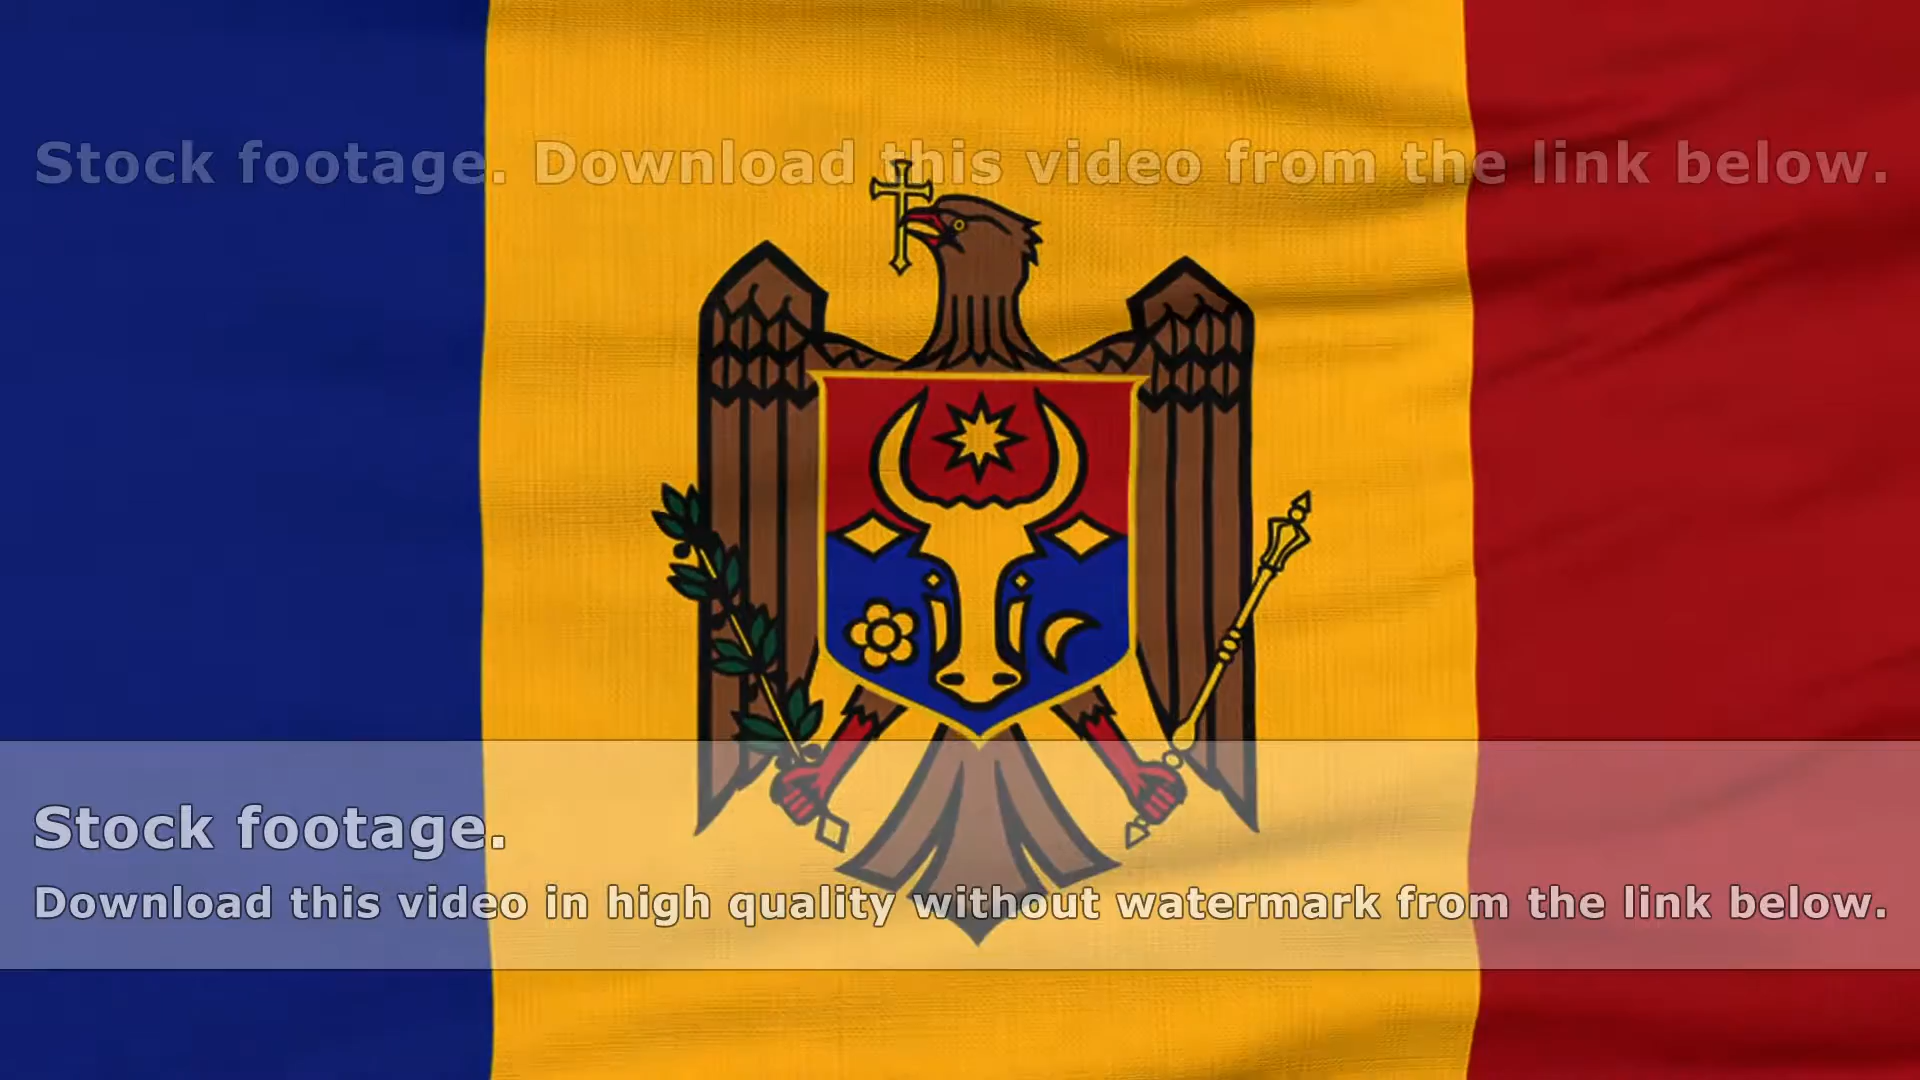 Stock footage. Download this video from the link below.
Stock footage.
Download this video in high quality without watermark from the link below.